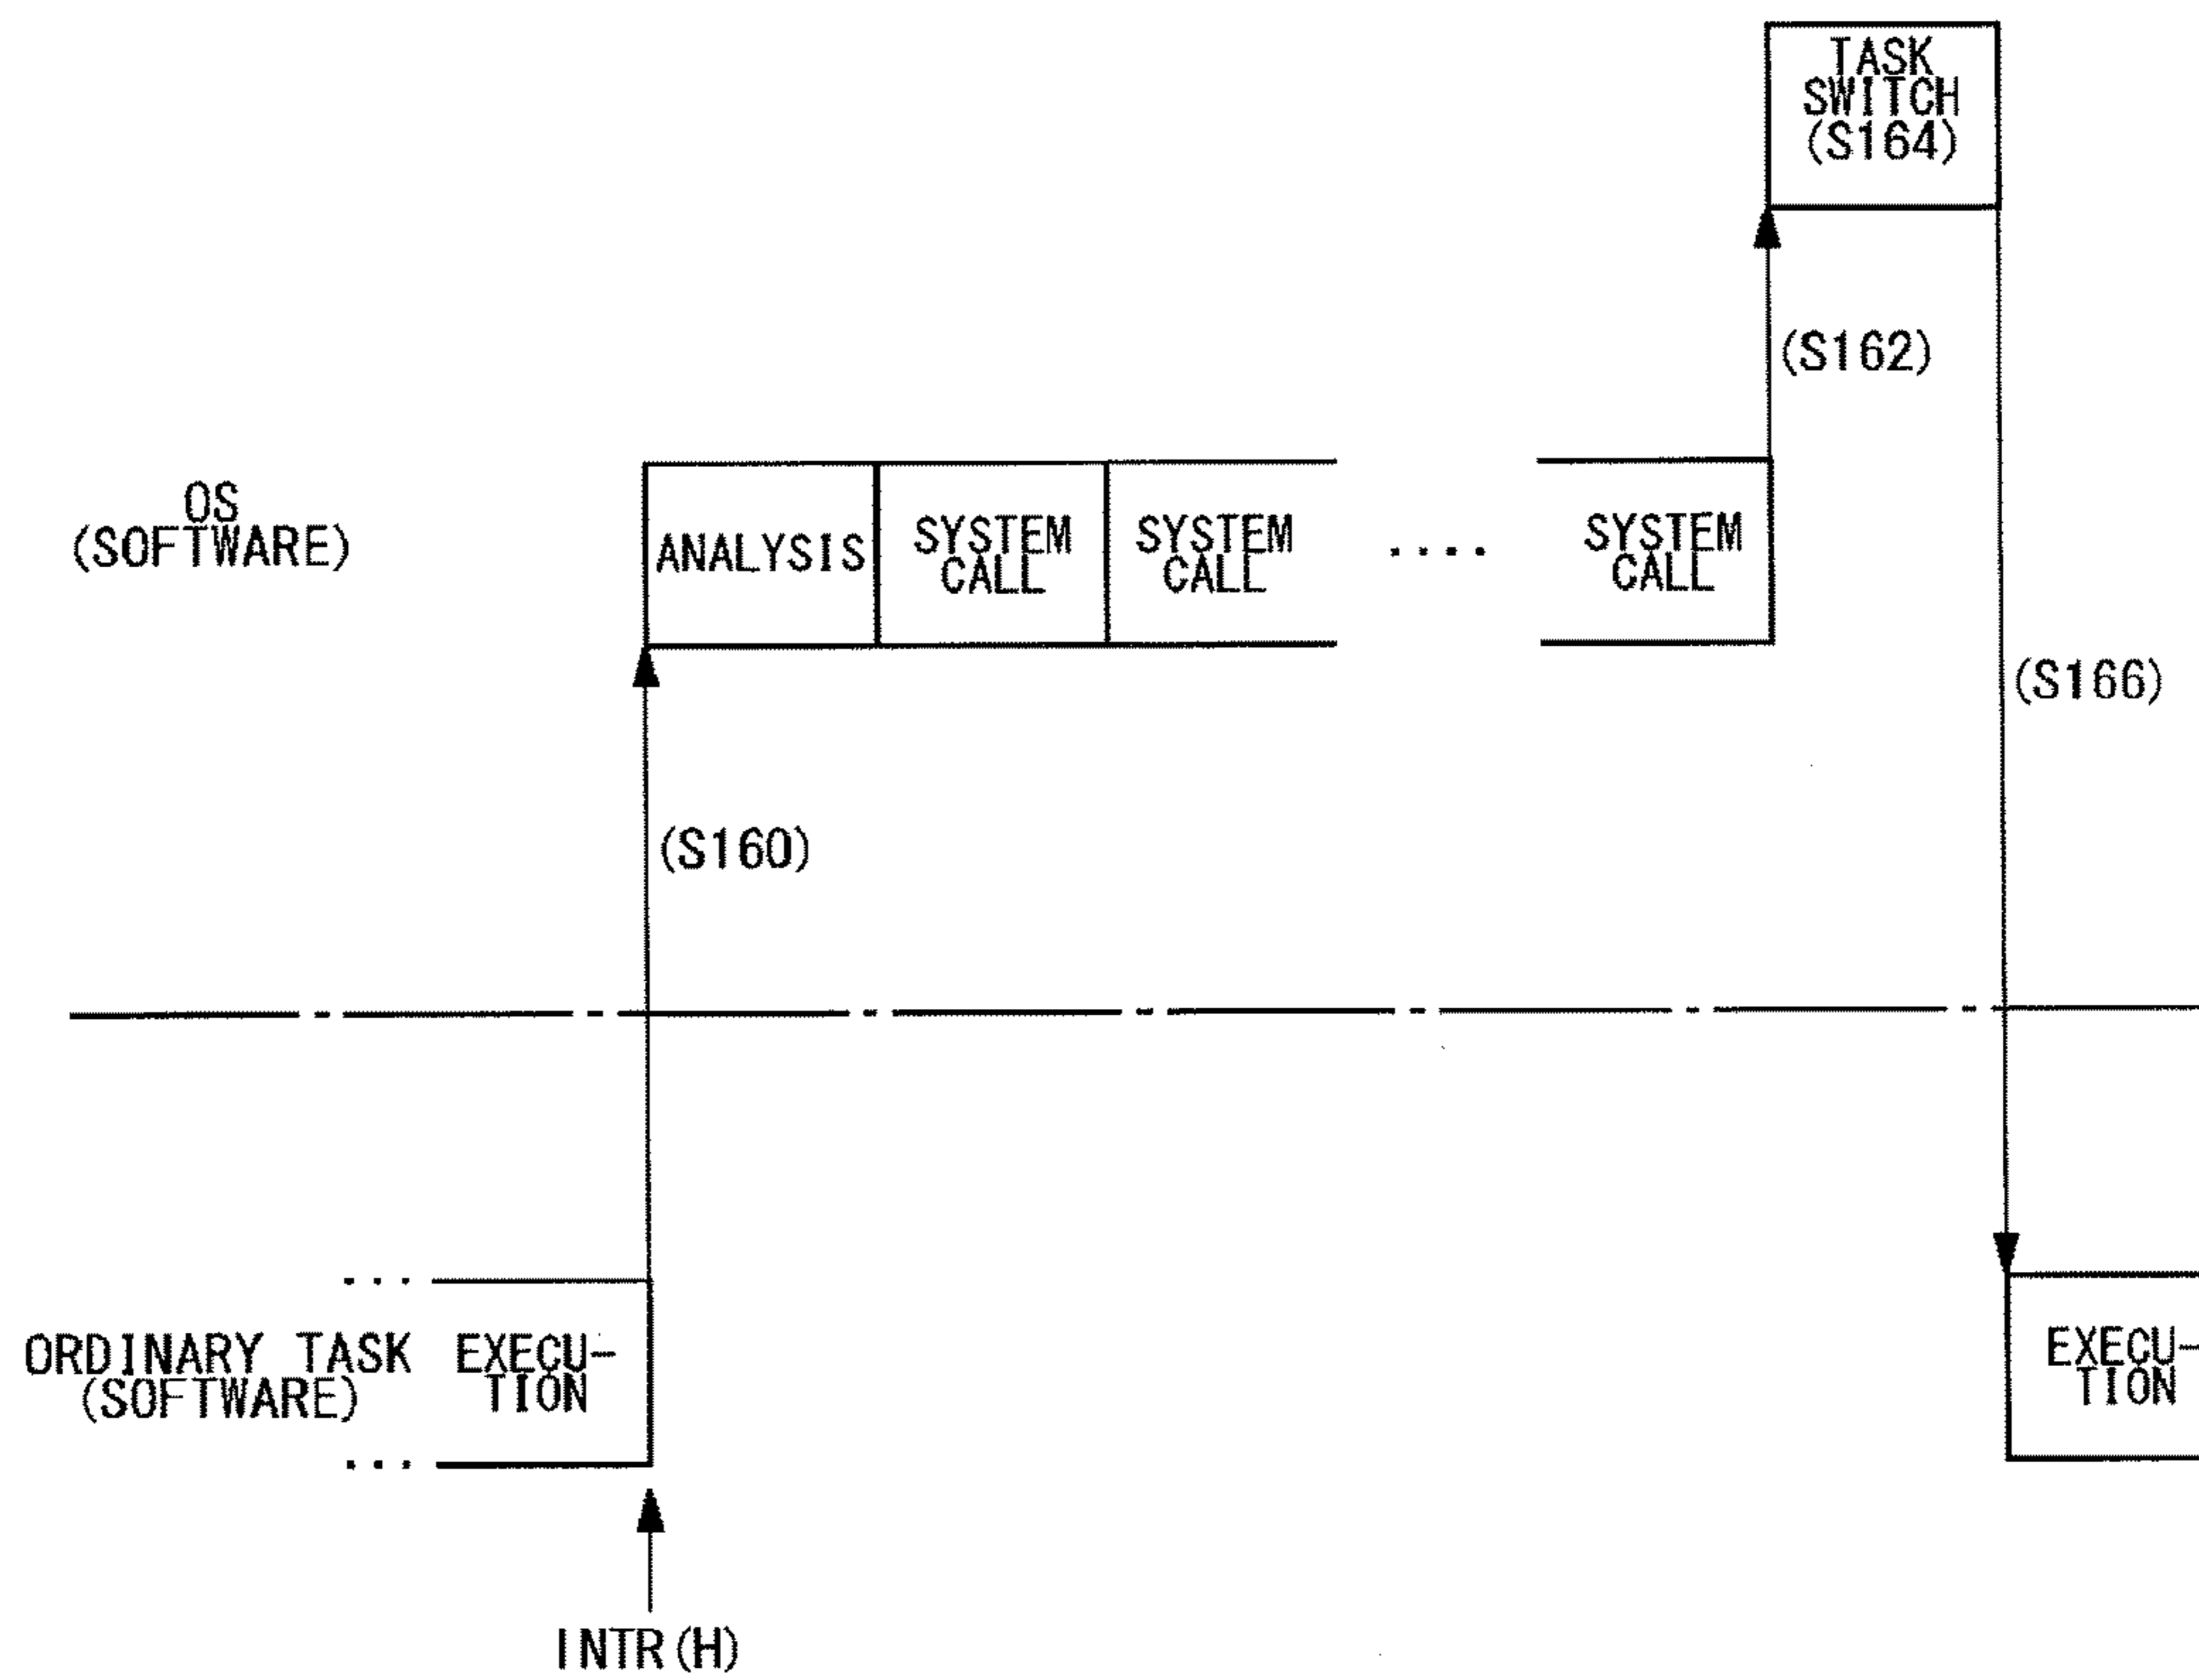 TASK
SWITCH
(S164)
(S162)
OS
(SOFTWARE)
ANALYSIS
SYSTEM
CALL
SYSTEM
CALL
....
SYSTEM
CALL
(S166)
(S160)
ORDINARY TASK
(SOFTWARE)
EXECU-
TION
EXECU-
TION
INTR(H)